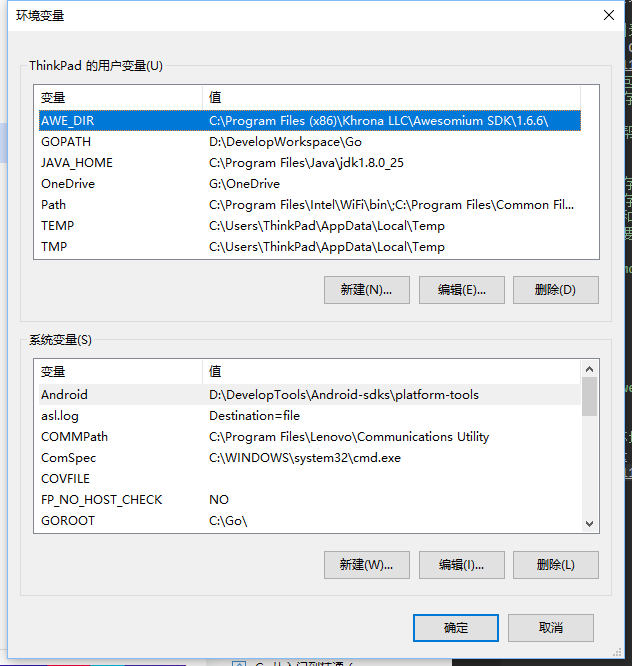 环境变量
ThinkPad 的用户变量(U)
变量 值
AWE_DIR C:\Program Files (x86)\Khrona LLC\Awesomium SDK\1.6.6\
GOPATH D:\DevelopWorkspace\Go
JAVA_HOME C:\Program Files\Java\jdk1.8.0_25
OneDrive G:\OneDrive
Path C:\Program Files\Intel\WiFi\bin\;C:\Program Files\Common Fil...
TEMP C:\Users\ThinkPad\AppData\Local\Temp
TMP C:\Users\ThinkPad\AppData\Local\Temp
新建(N)... 编辑(E)... 删除(D)
系统变量(S)
变量 值
Android D:\DevelopTools\Android-sdks\platform-tools
asl.log Destination=file
COMMPath C:\Program Files\Lenovo\Communications Utility
ComSpec C:\WINDOWS\system32\cmd.exe
COVFILE
FP_NO_HOST_CHECK NO
GOROOT C:\Go\
新建(W)... 编辑(I)... 删除(L)
确定 取消